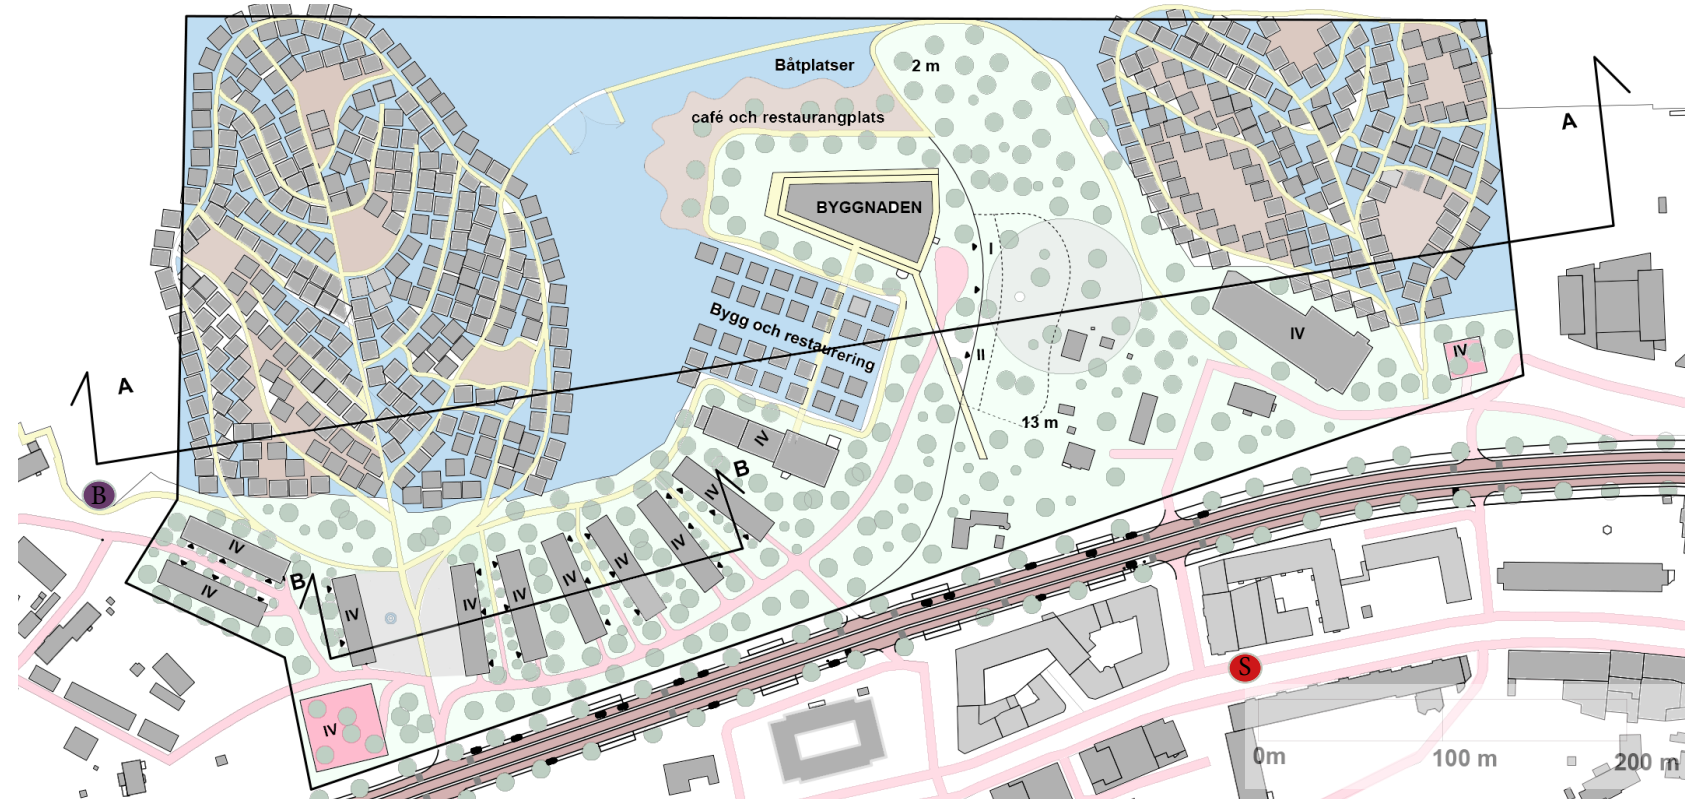 Båtplatser
2 m
café och restaurangplats
A
BYGGNADEN
I
Bygg och restaurering
IV
II
IV
A
13 m
IV
B
B
IV
IV
IV
IV
IV
IV
IV
B
IV
IV
IV
S
IV
0m
100 m
200 m